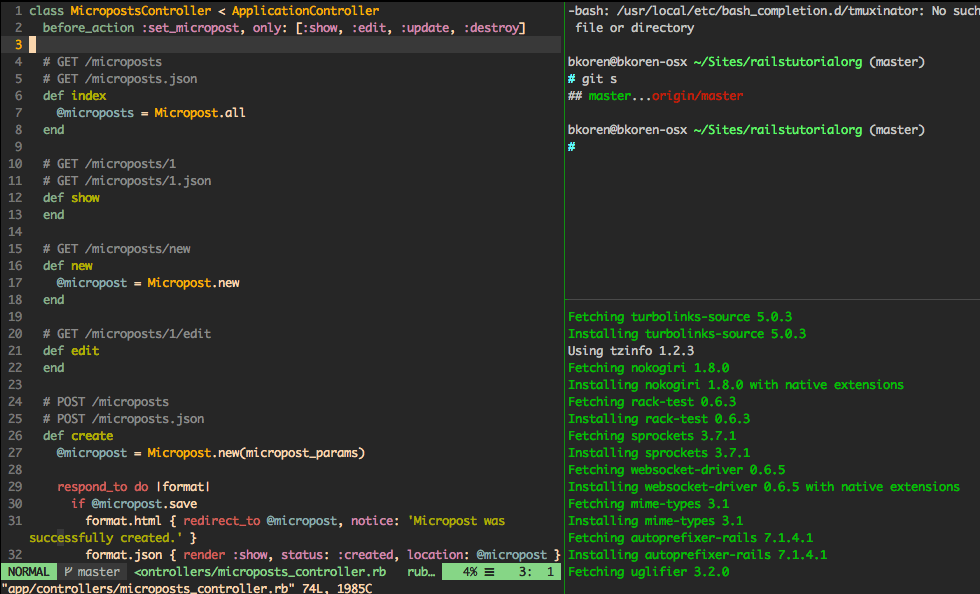 1 class MicropostsController < ApplicationController
2   before_action :set_micropost, only: [:show, :edit, :update, :destroy]
3
4   # GET /microposts
5   # GET /microposts.json
6   def index
7     @microposts = Micropost.all
8   end
9
10   # GET /microposts/1
11   # GET /microposts/1.json
12   def show
13   end
14
15   # GET /microposts/new
16   def new
17     @micropost = Micropost.new
18   end
19
20   # GET /microposts/1/edit
21   def edit
22   end
23
24   # POST /microposts
25   # POST /microposts.json
26   def create
27     @micropost = Micropost.new(micropost_params)
28
29     respond_to do |format|
30       if @micropost.save
31         format.html { redirect_to @micropost, notice: 'Micropost was
successfully created.' }
32         format.json { render :show, status: :created, location: @micropost }
NORMAL master <ontrollers/microposts_controller.rb rub… 4% ☰ 3: 1
"app/controllers/microposts_controller.rb" 74L, 1985C
-bash: /usr/local/etc/bash_completion.d/tmuxinator: No such
file or directory
bkoren@bkoren-osx ~/Sites/railstutorialorg (master)
# git s
## master...origin/master
bkoren@bkoren-osx ~/Sites/railstutorialorg (master)
#
Fetching turbolinks-source 5.0.3
Installing turbolinks-source 5.0.3
Using tzinfo 1.2.3
Fetching nokogiri 1.8.0
Installing nokogiri 1.8.0 with native extensions
Fetching rack-test 0.6.3
Installing rack-test 0.6.3
Fetching sprockets 3.7.1
Installing sprockets 3.7.1
Fetching websocket-driver 0.6.5
Installing websocket-driver 0.6.5 with native extensions
Fetching mime-types 3.1
Installing mime-types 3.1
Fetching autoprefixer-rails 7.1.4.1
Installing autoprefixer-rails 7.1.4.1
Fetching uglifier 3.2.0